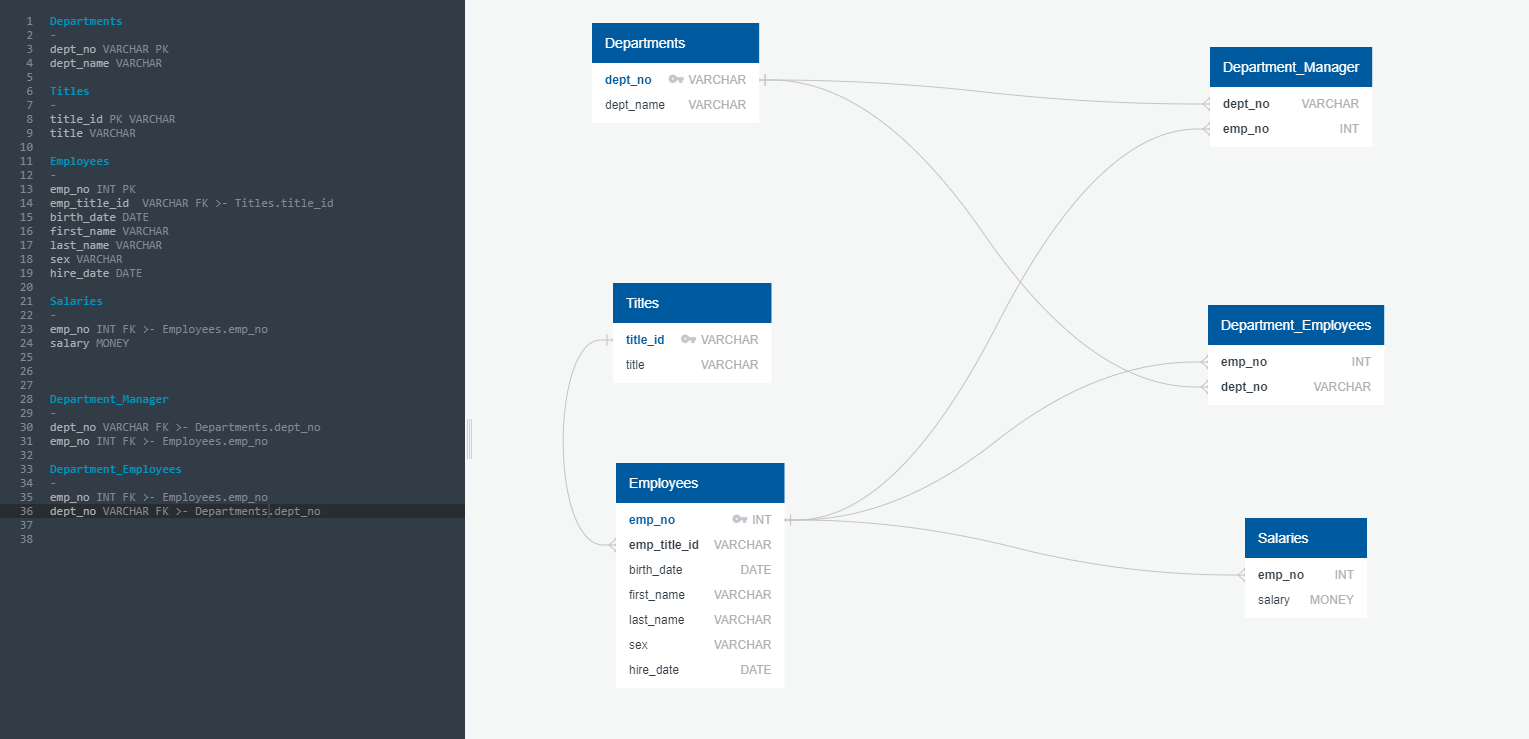 1 Departments
2 -
3 dept_no VARCHAR PK
4 dept_name VARCHAR
5
6 Titles
7 -
8 title_id PK VARCHAR
9 title VARCHAR
10
11 Employees
12 -
13 emp_no INT PK
14 emp_title_id  VARCHAR FK >- Titles.title_id
15 birth_date DATE
16 first_name VARCHAR
17 last_name VARCHAR
18 sex VARCHAR
19 hire_date DATE
20
21 Salaries
22 -
23 emp_no INT FK >- Employees.emp_no
24 salary MONEY
25
26
27
28 Department_Manager
29 -
30 dept_no VARCHAR FK >- Departments.dept_no
31 emp_no INT FK >- Employees.emp_no
32
33 Department_Employees
34 -
35 emp_no INT FK >- Employees.emp_no
36 dept_no VARCHAR FK >- Departments.dept_no
37
38
Departments
dept_no VARCHAR
dept_name VARCHAR
Titles
title_id VARCHAR
title VARCHAR
Employees
emp_no INT
emp_title_id VARCHAR
birth_date DATE
first_name VARCHAR
last_name VARCHAR
sex VARCHAR
hire_date DATE
Department_Manager
dept_no VARCHAR
emp_no INT
Department_Employees
emp_no INT
dept_no VARCHAR
Salaries
emp_no INT
salary MONEY